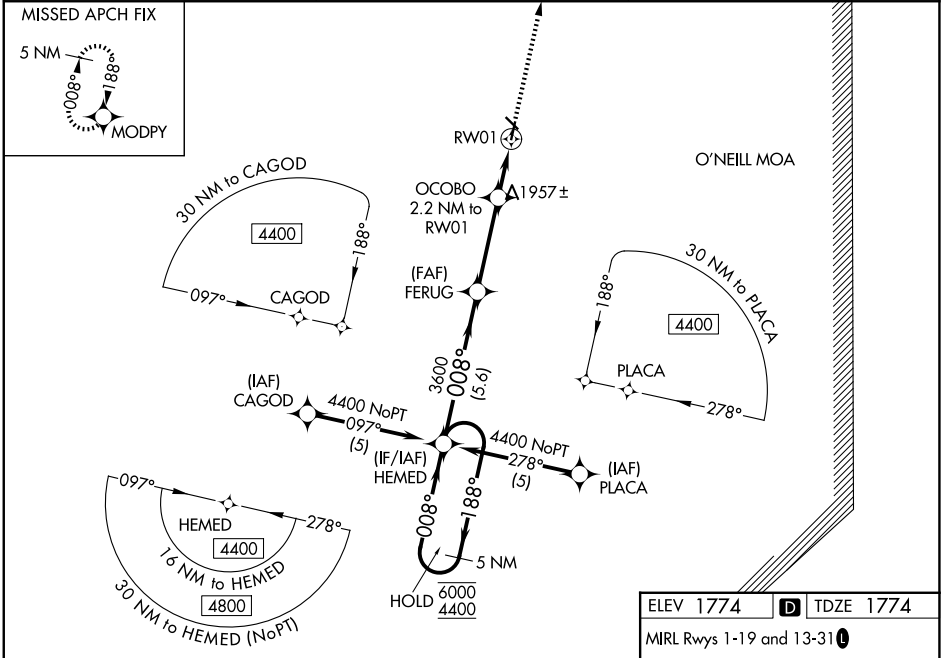 MISSED APCH FIX
5 NM
008°
188°
MODPY
RW01
O'NEILL MOA
OCOBO
2.2 NM to
RW01
1957 ±
30 NM to CAGOD
4400
188°
097°
CAGOD
(FAF)
FERUG
30 NM to PLACA
188°
4400
PLACA
278°
3600
008°
(5.6)
(IAF)
CAGOD
4400 NoPT
097°
(5)
(IF/IAF)
HEMED
4400 NoPT
278°
(5)
(IAF)
PLACA
008°
188°
5 NM
HOLD
6000
4400
097°
278°
HEMED
4400
16 NM to HEMED
4800
30 NM to HEMED (NoPT)
ELEV 1774 D TDZE 1774
MIRL Rwys 1-19 and 13-31 L